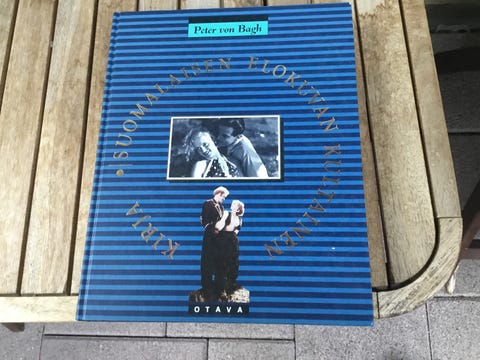 Peter von Bagh
• SUOMALAISEN ELOKUVAN KULTAINEN KIRJA
OTAVA